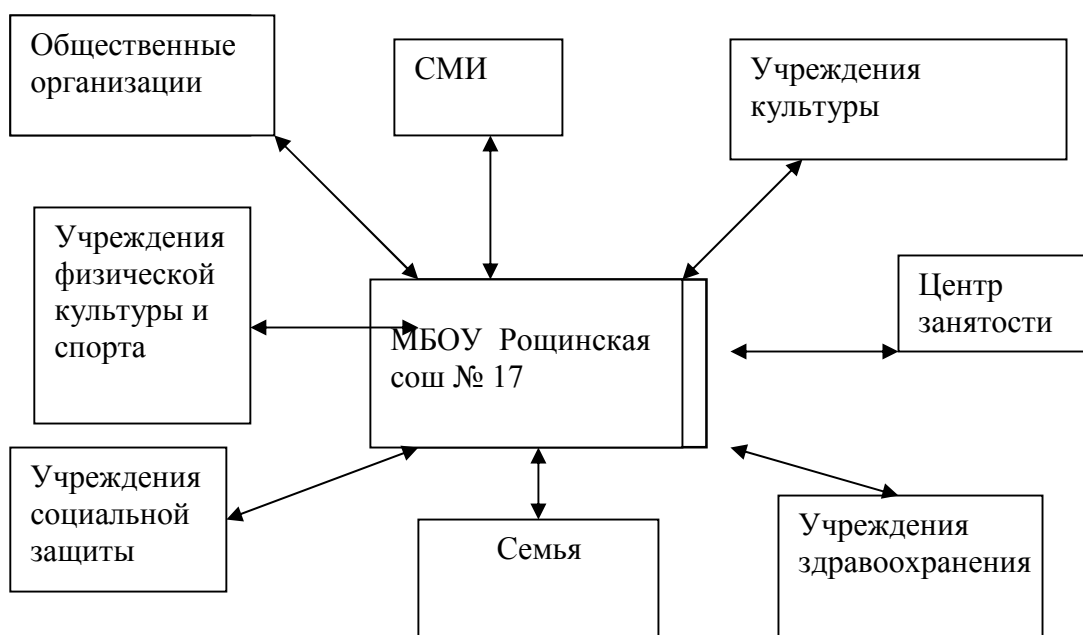 Общественные
организации
СМИ
Учреждения
культуры
Учреждения
физической
культуры и
спорта
МБОУ Рощинская
сош № 17
Центр
занятости
Учреждения
социальной
защиты
Семья
Учреждения
здравоохранения